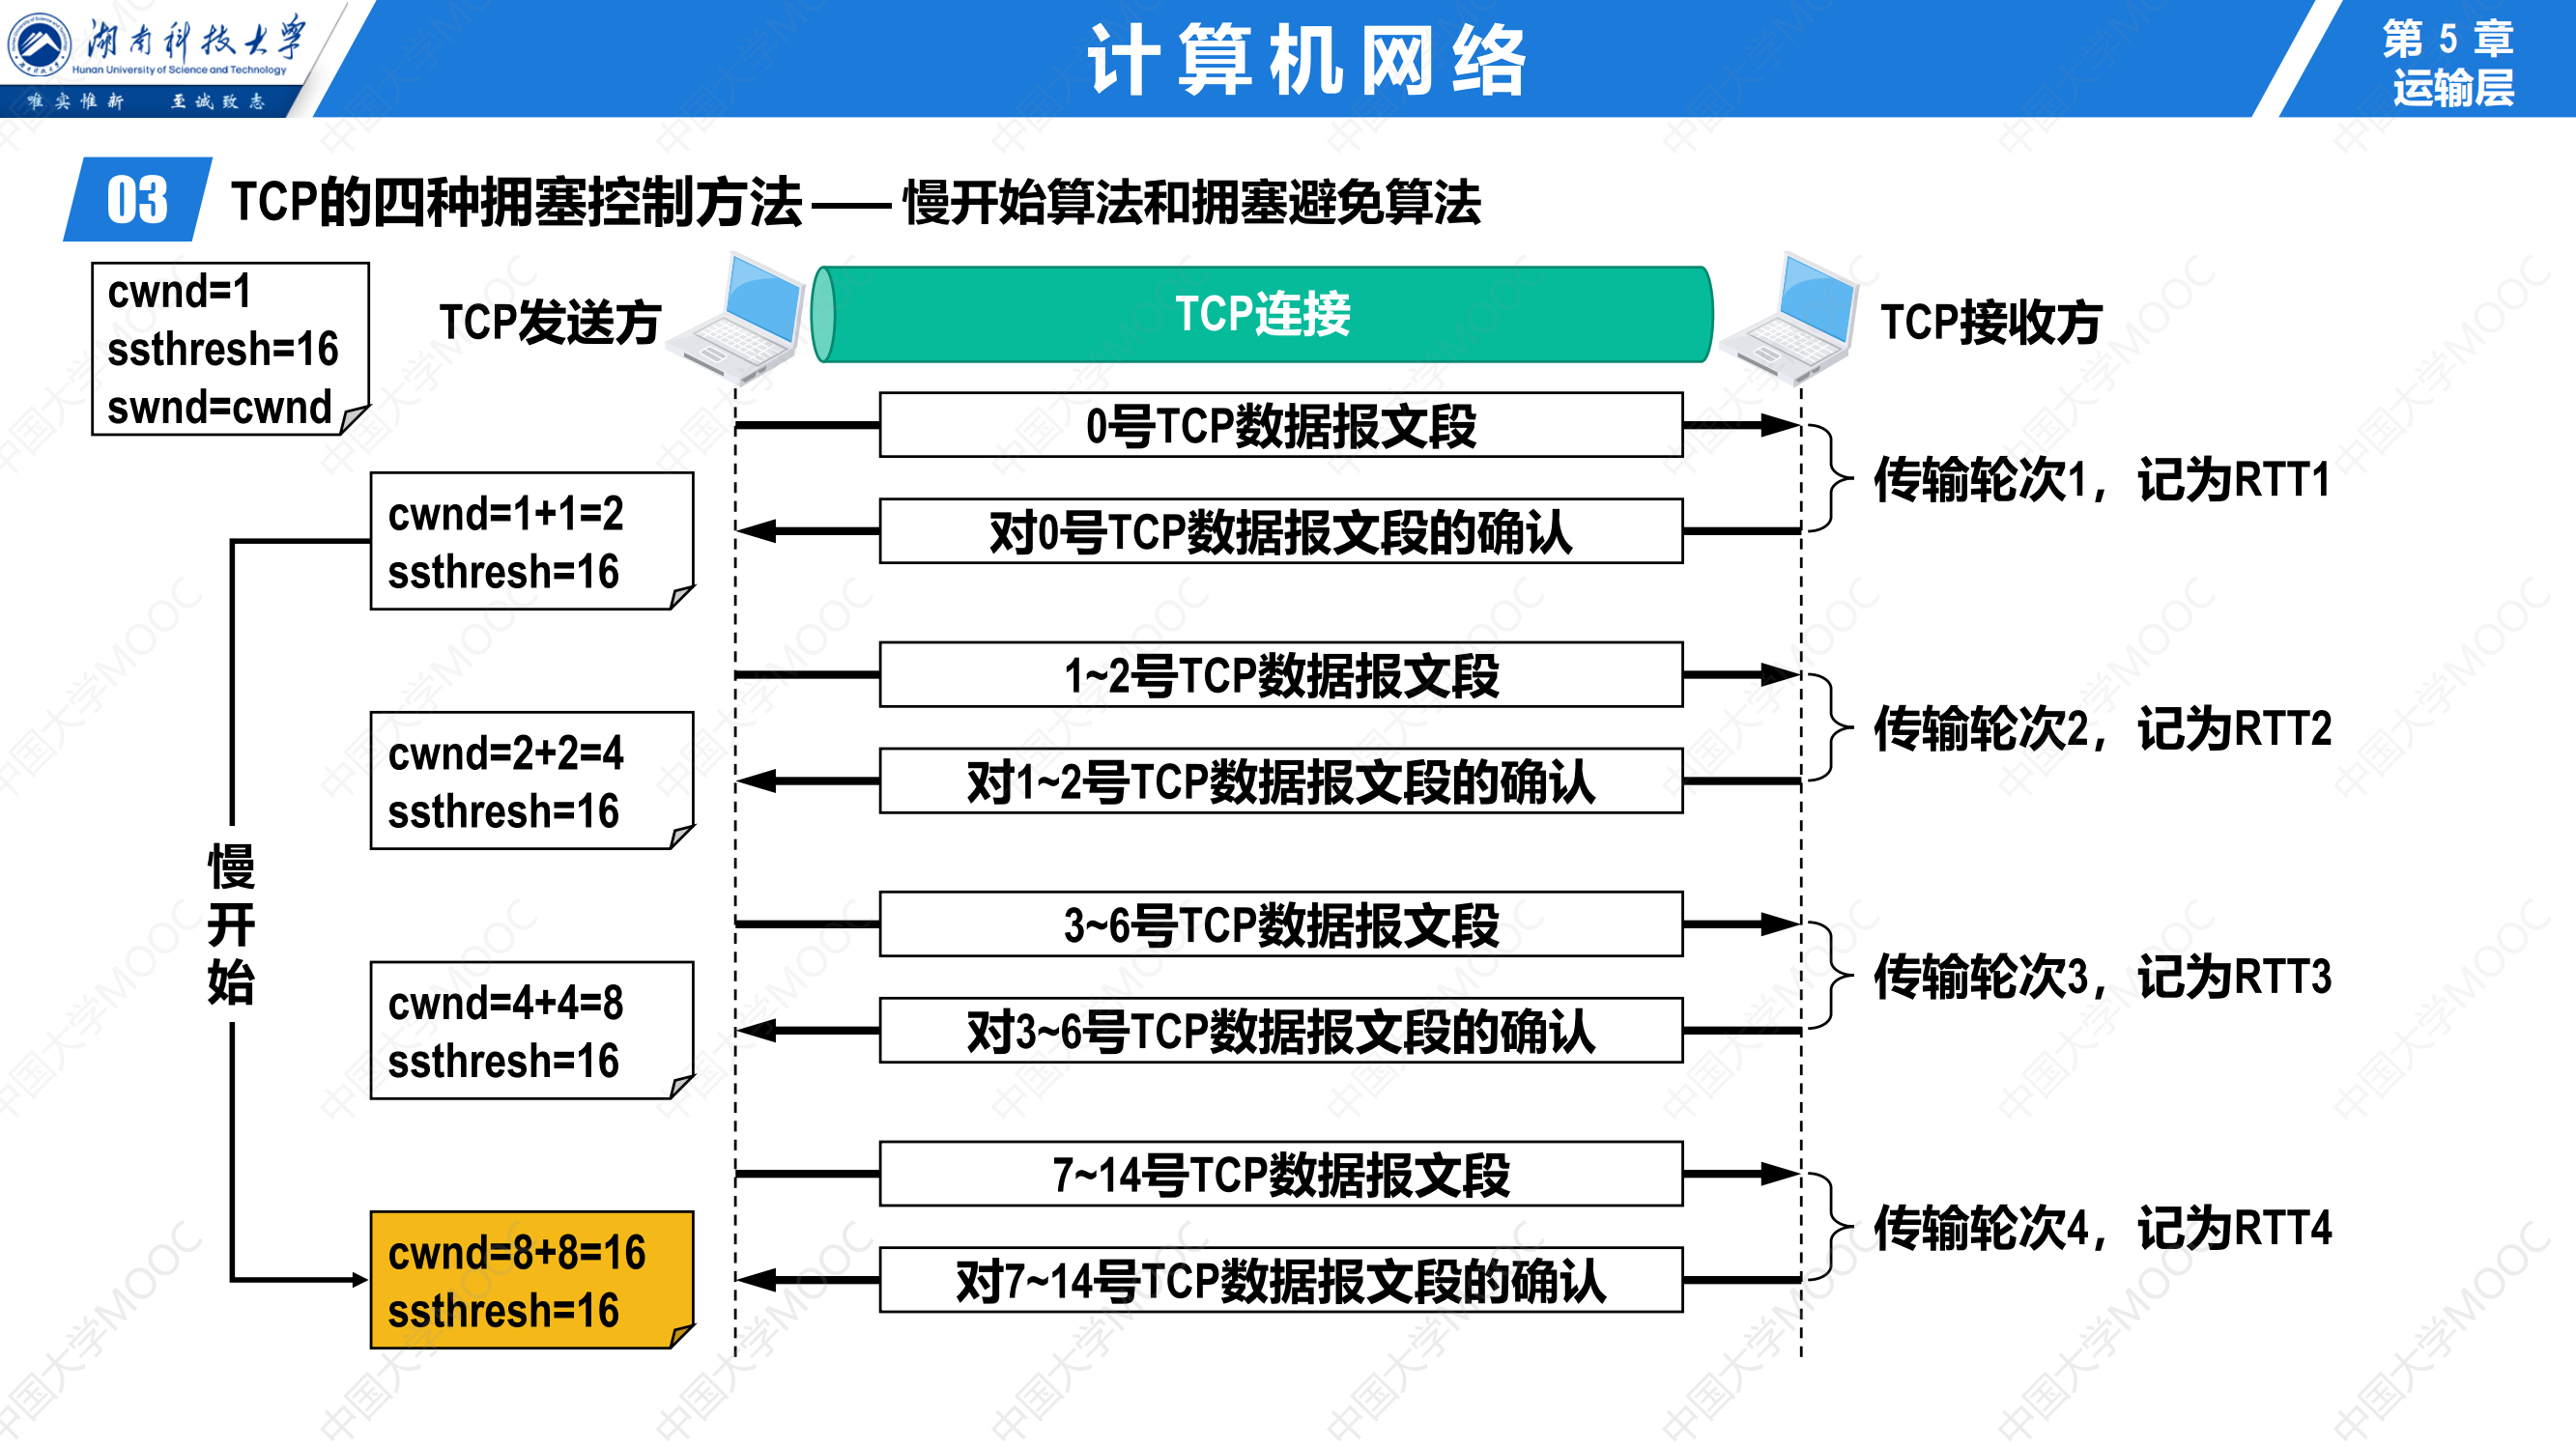 湖南科技大学
Hunan University of Science and Technology
唯实惟新 至诚致志
计算机网络
第 5 章
运输层
03 TCP的四种拥塞控制方法——慢开始算法和拥塞避免算法
cwnd=1
ssthresh=16
swnd=cwnd
TCP发送方
TCP连接
TCP接收方
0号TCP数据报文段
对0号TCP数据报文段的确认
传输轮次1，记为RTT1
cwnd=1+1=2
ssthresh=16
1~2号TCP数据报文段
对1~2号TCP数据报文段的确认
传输轮次2，记为RTT2
cwnd=2+2=4
ssthresh=16
慢开始
3~6号TCP数据报文段
对3~6号TCP数据报文段的确认
传输轮次3，记为RTT3
cwnd=4+4=8
ssthresh=16
7~14号TCP数据报文段
对7~14号TCP数据报文段的确认
传输轮次4，记为RTT4
cwnd=8+8=16
ssthresh=16
中国大学MOOC